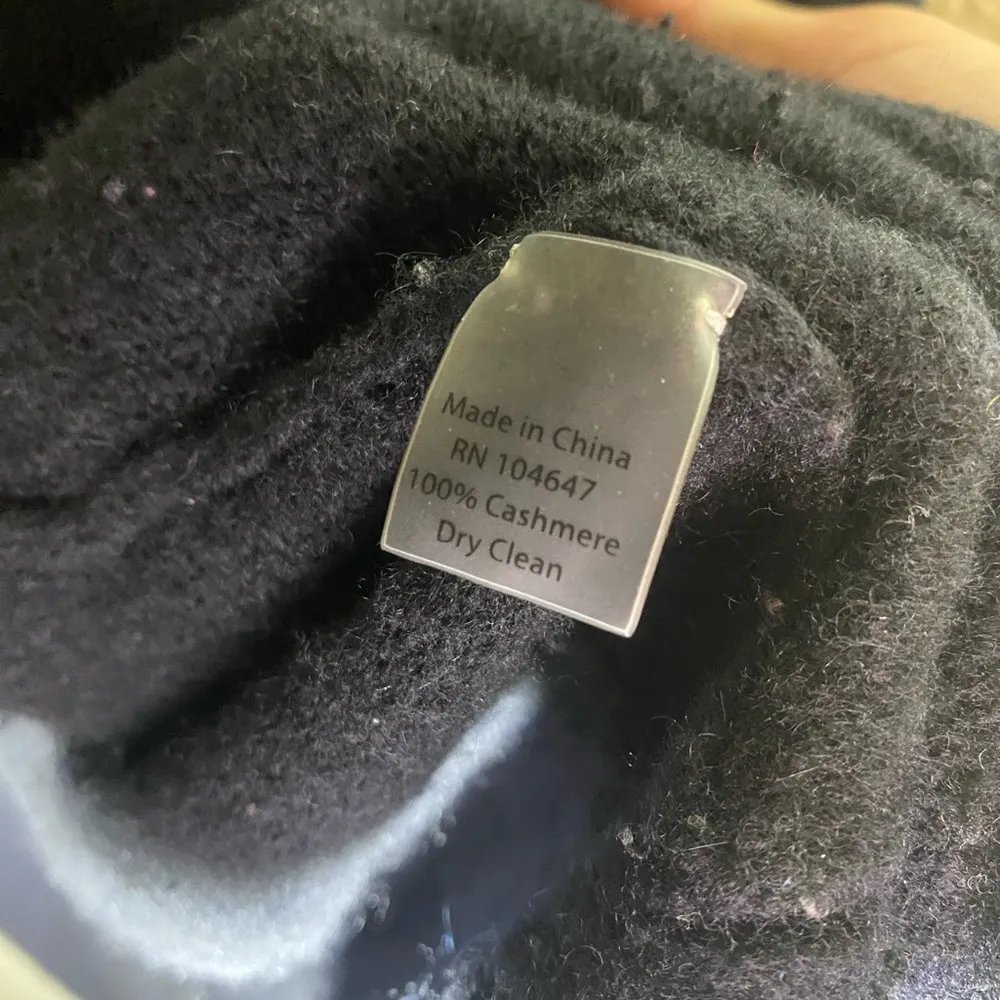 Made in China
RN 104647
100% Cashmere
Dry Clean